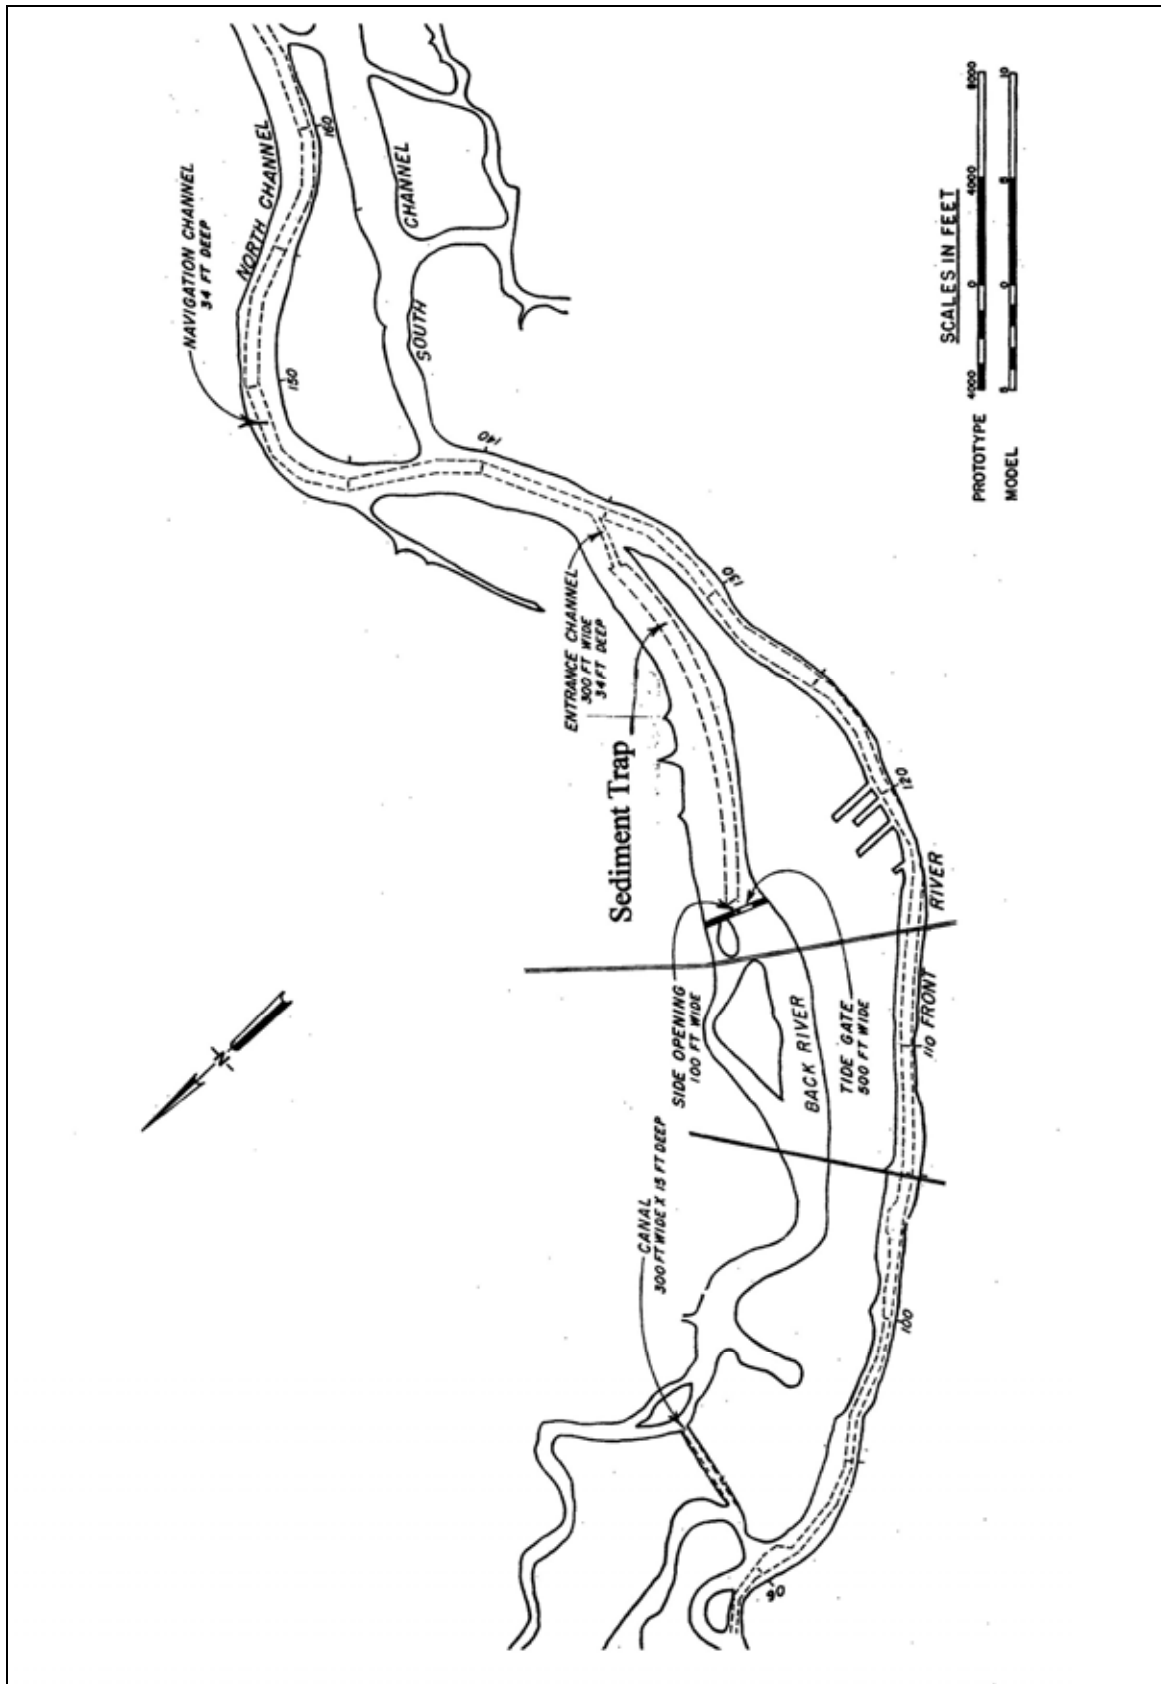 160
NORTH CHANNEL
NAVIGATION CHANNEL
34 FT DEEP
SOUTH
CHANNEL
150
140
SCALES IN FEET
4000 0 4000 8000
PROTOTYPE
5 0 5 10
MODEL
ENTRANCE CHANNEL
300 FT WIDE
34 FT DEEP
130
Sediment Trap
120
FRONT RIVER
110
SIDE OPENING
100 FT WIDE
BACK RIVER
TIDE GATE
500 FT WIDE
N
CANAL
300 FT WIDE X 15 FT DEEP
100
90